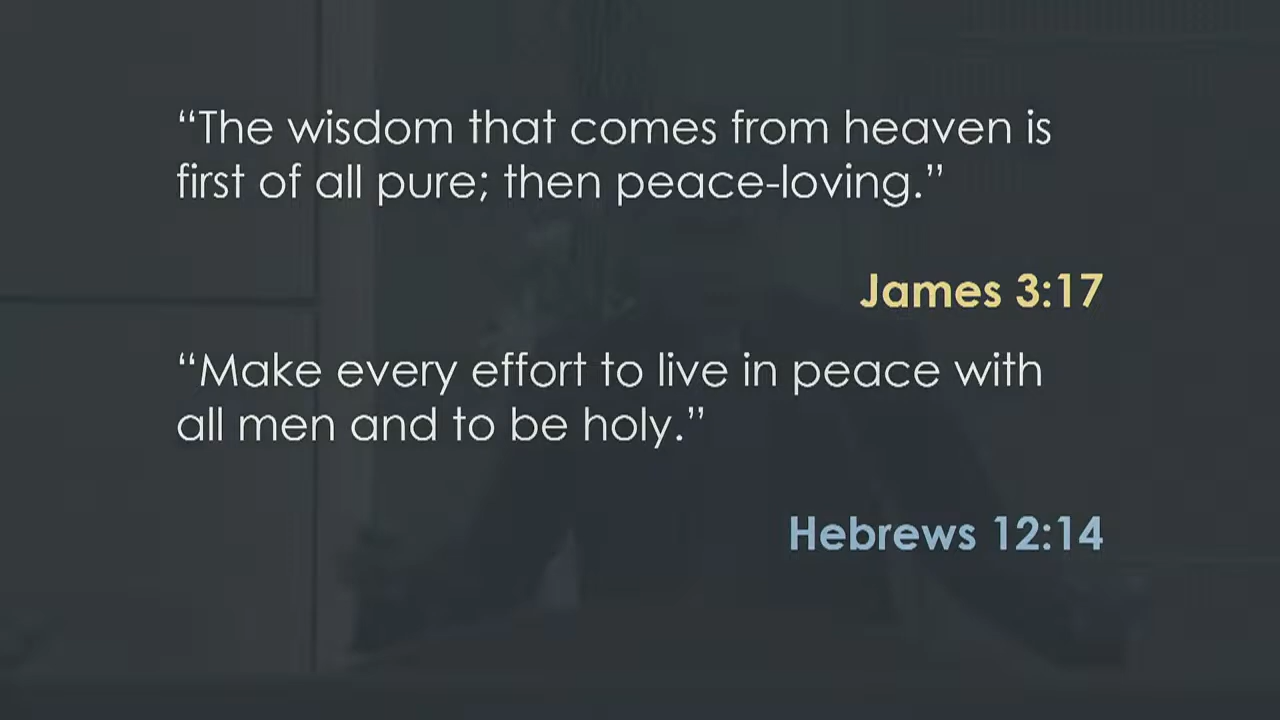 “The wisdom that comes from heaven is
first of all pure; then peace-loving.”
James 3:17
“Make every effort to live in peace with
all men and to be holy.”
Hebrews 12:14